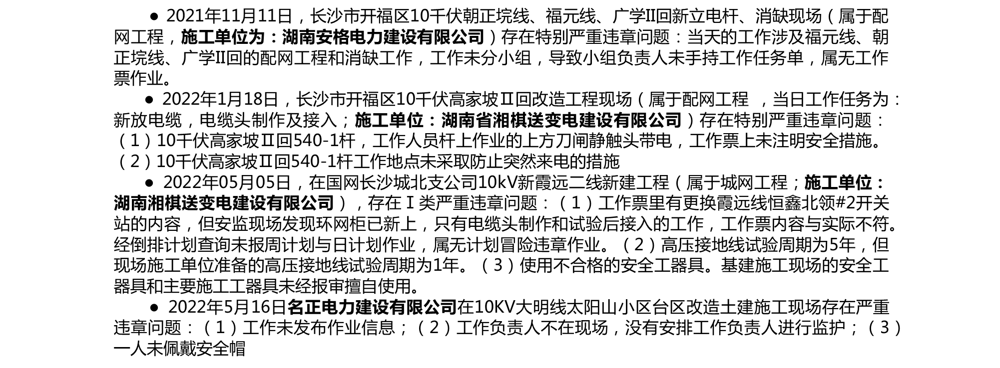 ● 2021年11月11日，长沙市开福区10千伏朝正垸线、福元线、广学II回新立电杆、消缺现场（属于配
网工程，施工单位为：湖南安格电力建设有限公司）存在特别严重违章问题：当天的工作涉及福元线、朝
正垸线、广学II回的配网工程和消缺工作，工作未分小组，导致小组负责人未手持工作任务单，属无工作
票作业。
● 2022年1月18日，长沙市开福区10千伏高家坡Ⅱ回改造工程现场（属于配网工程 ，当日工作任务为：
新放电缆，电缆头制作及接入；施工单位：湖南省湘棋送变电建设有限公司）存在特别严重违章问题：
（1）10千伏高家坡Ⅱ回540-1杆，工作人员杆上作业的上方刀闸静触头带电，工作票上未注明安全措施。
（2）10千伏高家坡Ⅱ回540-1杆工作地点未采取防止突然来电的措施
● 2022年05月05日，在国网长沙城北支公司10kV新霞远二线新建工程（属于城网工程；施工单位：
湖南湘棋送变电建设有限公司），存在Ⅰ类严重违章问题：（1）工作票里有更换霞远线恒鑫北领#2开关
站的内容，但安监现场发现环网柜已新上，只有电缆头制作和试验后接入的工作，工作票内容与实际不符。
经倒排计划查询未报周计划与日计划作业，属无计划冒险违章作业。（2）高压接地线试验周期为5年，但
现场施工单位准备的高压接地线试验周期为1年。（3）使用不合格的安全工器具。基建施工现场的安全工
器具和主要施工工器具未经报审擅自使用。
● 2022年5月16日名正电力建设有限公司在10KV大明线太阳山小区台区改造土建施工现场存在严重
违章问题：（1）工作未发布作业信息；（2）工作负责人不在现场，没有安排工作负责人进行监护；（3）
一人未佩戴安全帽